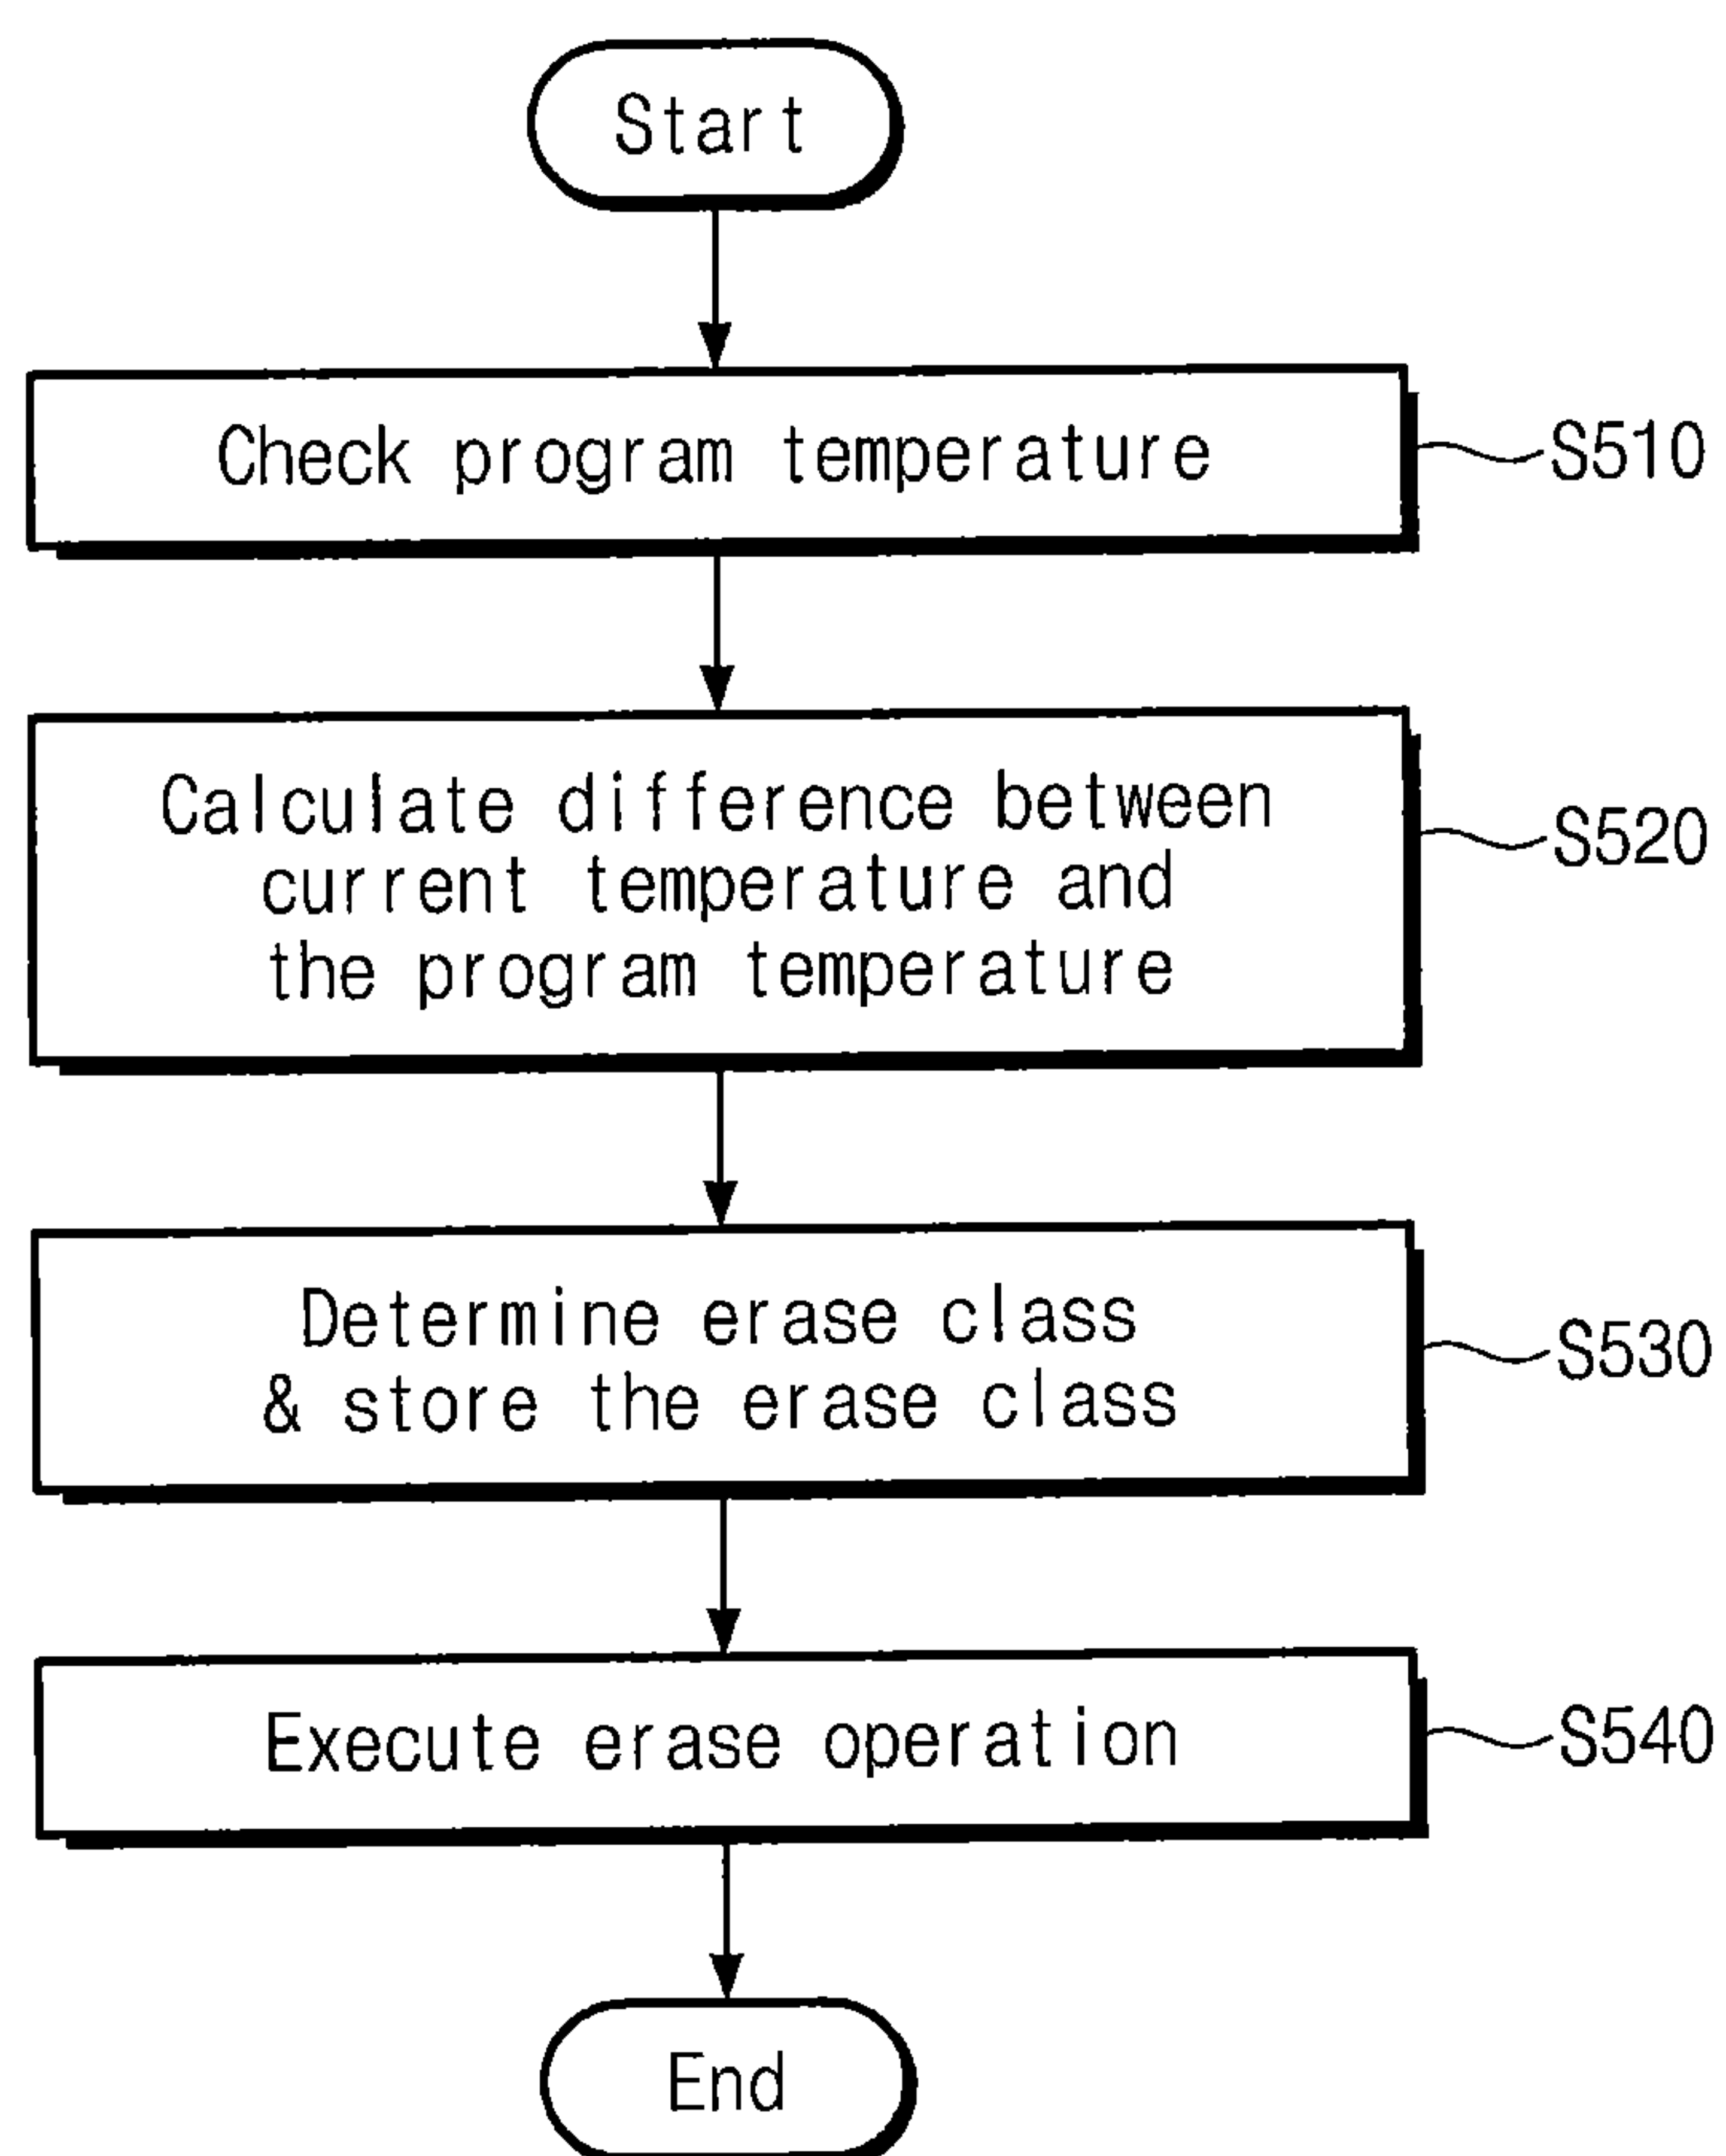 Start
Check program temperature
S510
Calculate difference between
current temperature and
the program temperature
S520
Determine erase class
& store the erase class
S530
Execute erase operation
S540
End